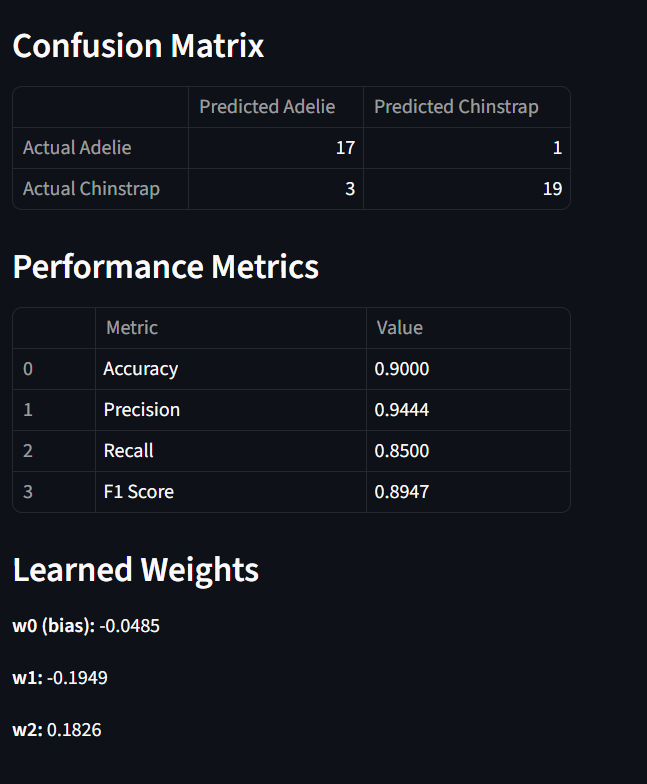 Confusion Matrix
Predicted Adelie Predicted Chinstrap
Actual Adelie 17 1
Actual Chinstrap 3 19
Performance Metrics
Metric Value
0 Accuracy 0.9000
1 Precision 0.9444
2 Recall 0.8500
3 F1 Score 0.8947
Learned Weights
w0 (bias): -0.0485
w1: -0.1949
w2: 0.1826